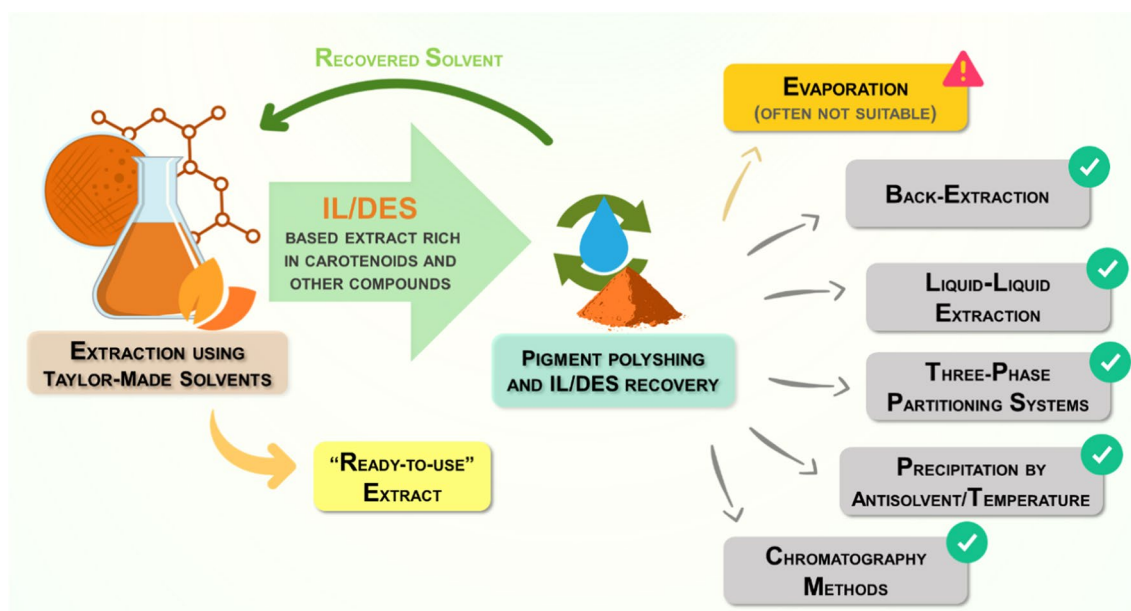 RECOVERED SOLVENT
IL/DES
BASED EXTRACT RICH
IN CAROTENOIDS AND
OTHER COMPOUNDS
EXTRACTION USING
TAYLOR-MADE SOLVENTS
“READY-TO-USE”
EXTRACT
PIGMENT POLYSHING
AND IL/DES RECOVERY
EVAPORATION
(OFTEN NOT SUITABLE)
BACK-EXTRACTION
LIQUID-LIQUID
EXTRACTION
THREE-PHASE
PARTITIONING SYSTEMS
PRECIPITATION BY
ANTISOLVENT/TEMPERATURE
CHROMATOGRAPHY
METHODS